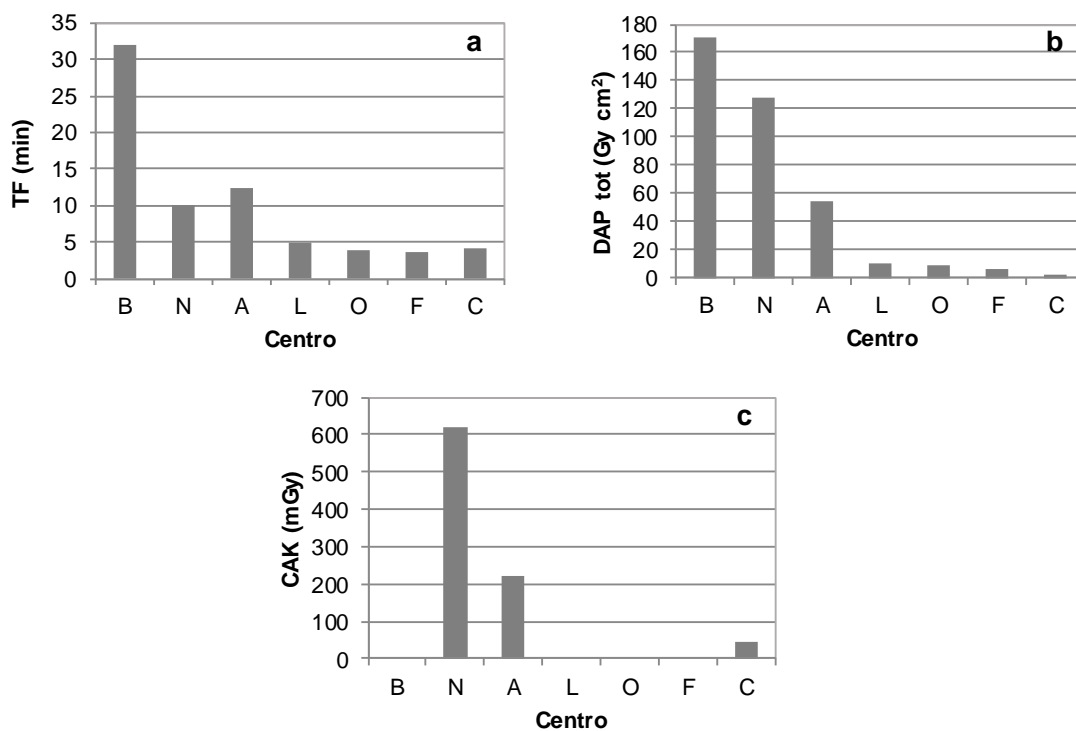 a
TF (min)
35
30
25
20
15
10
5
0
B N A L O F C
Centro
b
DAP tot (Gy cm²)
180
160
140
120
100
80
60
40
20
0
B N A L O F C
Centro
c
CAK (mGy)
700
600
500
400
300
200
100
0
B N A L O F C
Centro